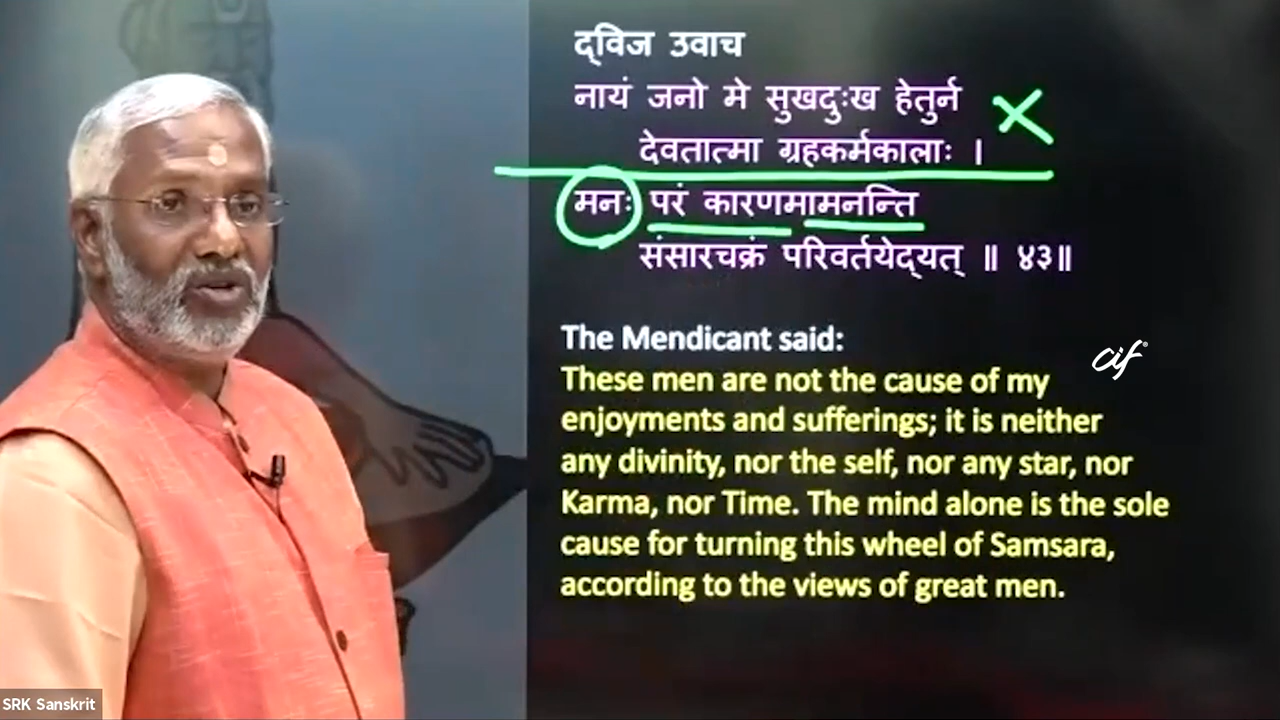 द्विज उवाच
नायं जनो मे सुखदुःख हेतुर्न
देवतात्मा ग्रहकर्मकालाः ।
मनः परं कारणमामनन्ति
संसारचक्रं परिवर्तयेद्यत् ॥ ४३॥
The Mendicant said:
These men are not the cause of my
enjoyments and sufferings; it is neither
any divinity, nor the self, nor any star, nor
Karma, nor Time. The mind alone is the sole
cause for turning this wheel of Samsara,
according to the views of great men.
cif®
SRK Sanskrit